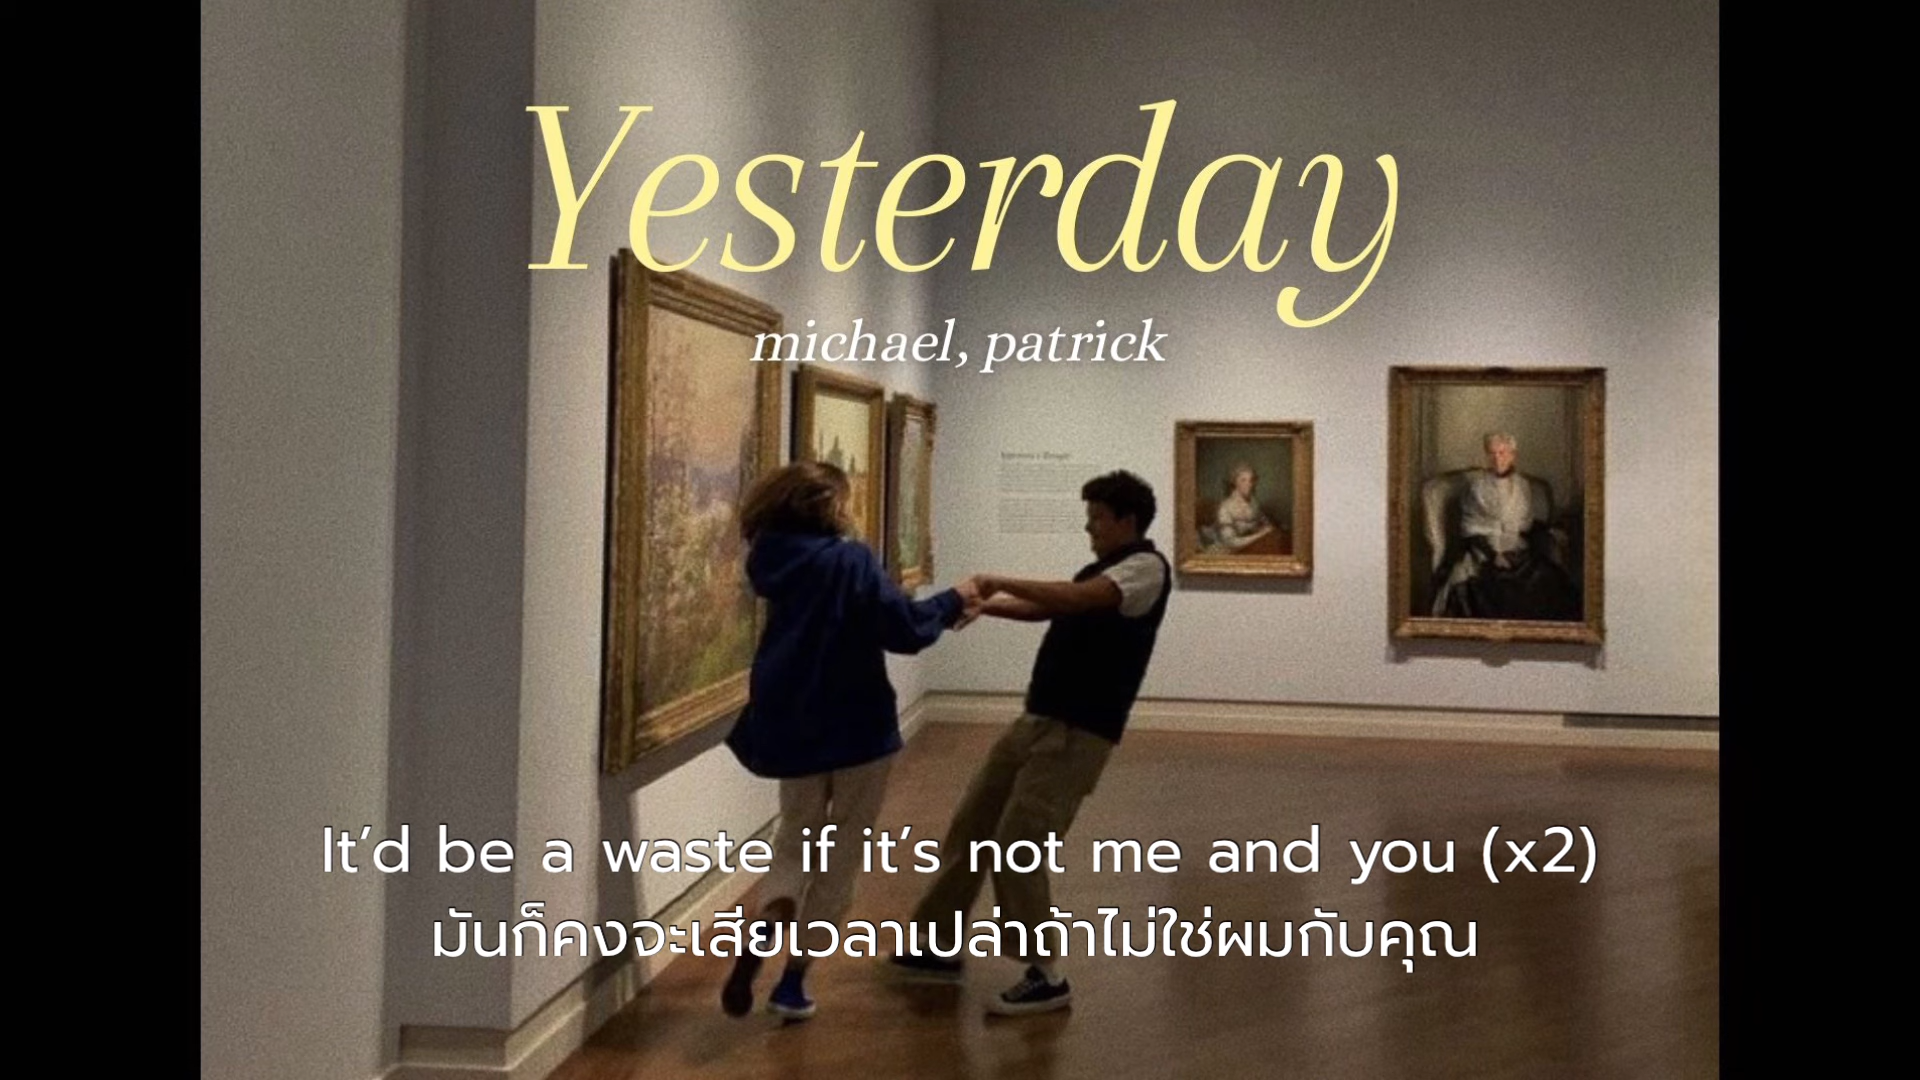 Yesterday
michael, patrick
It'd be a waste if it's not me and you (x2)
มันก็คงจะเสียเวลาเปล่าถ้าไม่ใช่ผมกับคุณ